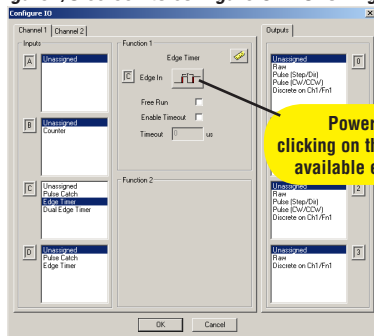 Configure IO
Channel 1
Channel 2
Inputs
A
Unassigned
B
Unassigned
Counter
C
Unassigned
Pulse Catch
Edge Timer
Dual Edge Timer
D
Unassigned
Pulse Catch
Edge Timer
Function 1
Edge Timer
C Edge In
Free Run
Enable Timeout
Timeout 0 us
Function 2
Outputs
Unassigned
Raw
Pulse (Step/Dir)
Pulse (CW/CCW)
Discrete on Ch1/Fn1
0
Power
clicking on th
available e
Unassigned
Raw
Pulse (Step/Dir)
Pulse (CW/CCW)
Discrete on Ch1/Fn1
2
Unassigned
Raw
Discrete on Ch1/Fn1
3
OK
Cancel